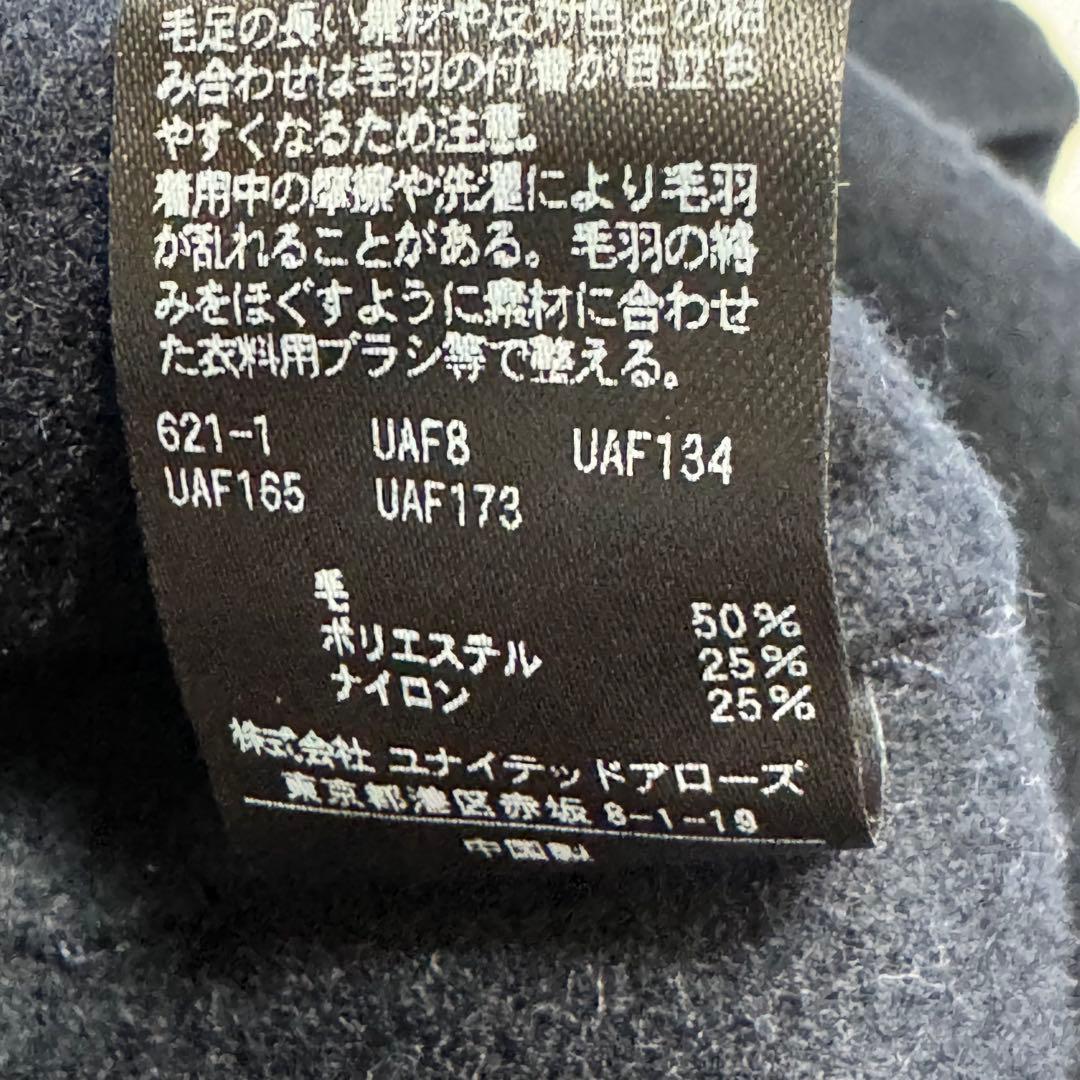 毛足の長い素材や反対色との組
み合わせは毛羽の付着が目立ち
やすくなるため注意。
着用中の摩擦や洗濯により毛羽
が乱れることがある。毛羽の絡
みをほぐすように素材に合わせ
た衣料用ブラシ等で整える。
621-1 UAF8 UAF134
UAF165 UAF173
毛 50%
ポリエステル 25%
ナイロン 25%
株式会社 ユナイテッドアローズ
東京都港区赤坂 8-1-19
中国製